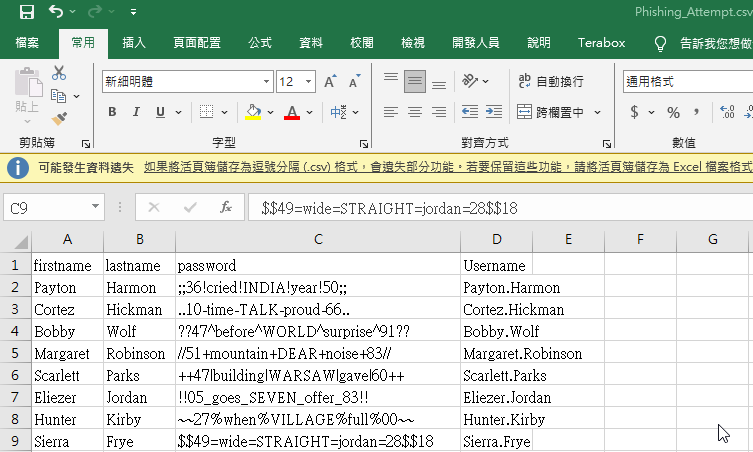 Phishing_Attempt.csv
檔案 常用 插入 頁面配置 公式 資料 校閱 檢視 開發人員 說明 Terabox 告訴我您想做
貼上 新細明體 12 A A ab c 自動換行 通用格式
B I U A 中 跨欄置中 $ % , .00
剪貼簿 字型 對齊方式 數值
可能發生資料遺失 如果將活頁簿儲存為逗號分隔 (.csv) 格式，會遺失部分功能。若要保留這些功能，請將活頁簿儲存為 Excel 檔案格式
C9 fx $$49=wide=STRAIGHT=jordan=28$$18
A B C D E F G
1 firstname lastname password Username
2 Payton Harmon ;;36!cried!INDIA!year!50;; Payton.Harmon
3 Cortez Hickman ..10-time-TALK-proud-66.. Cortez.Hickman
4 Bobby Wolf ??47^before^WORLD^surprise^91?? Bobby.Wolf
5 Margaret Robinson //51+mountain+DEAR+noise+83// Margaret.Robinson
6 Scarlett Parks ++47|building|WARSAW|gave|60++ Scarlett.Parks
7 Eliezer Jordan !!05_goes_SEVEN_offer_83!! Eliezer.Jordan
8 Hunter Kirby ~~27%when%VILLAGE%full%00~~ Hunter.Kirby
9 Sierra Frye $$49=wide=STRAIGHT=jordan=28$$18 Sierra.Frye